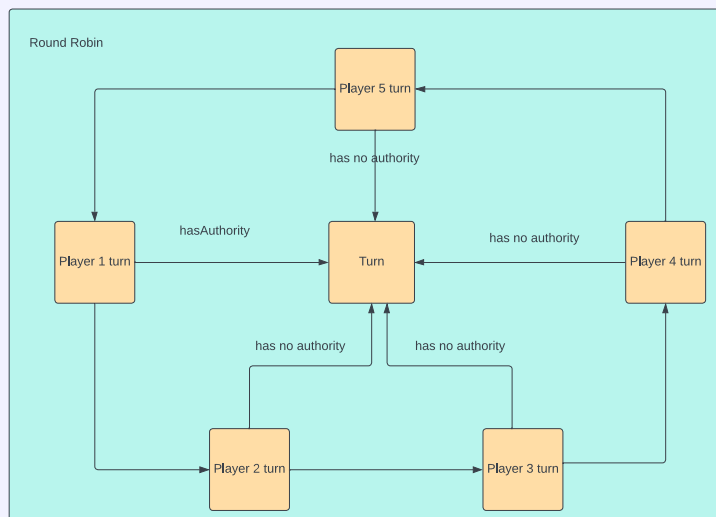 Round Robin
Player 5 turn
has no authority
hasAuthority
has no authority
Player 1 turn
Turn
Player 4 turn
has no authority
has no authority
Player 2 turn
Player 3 turn